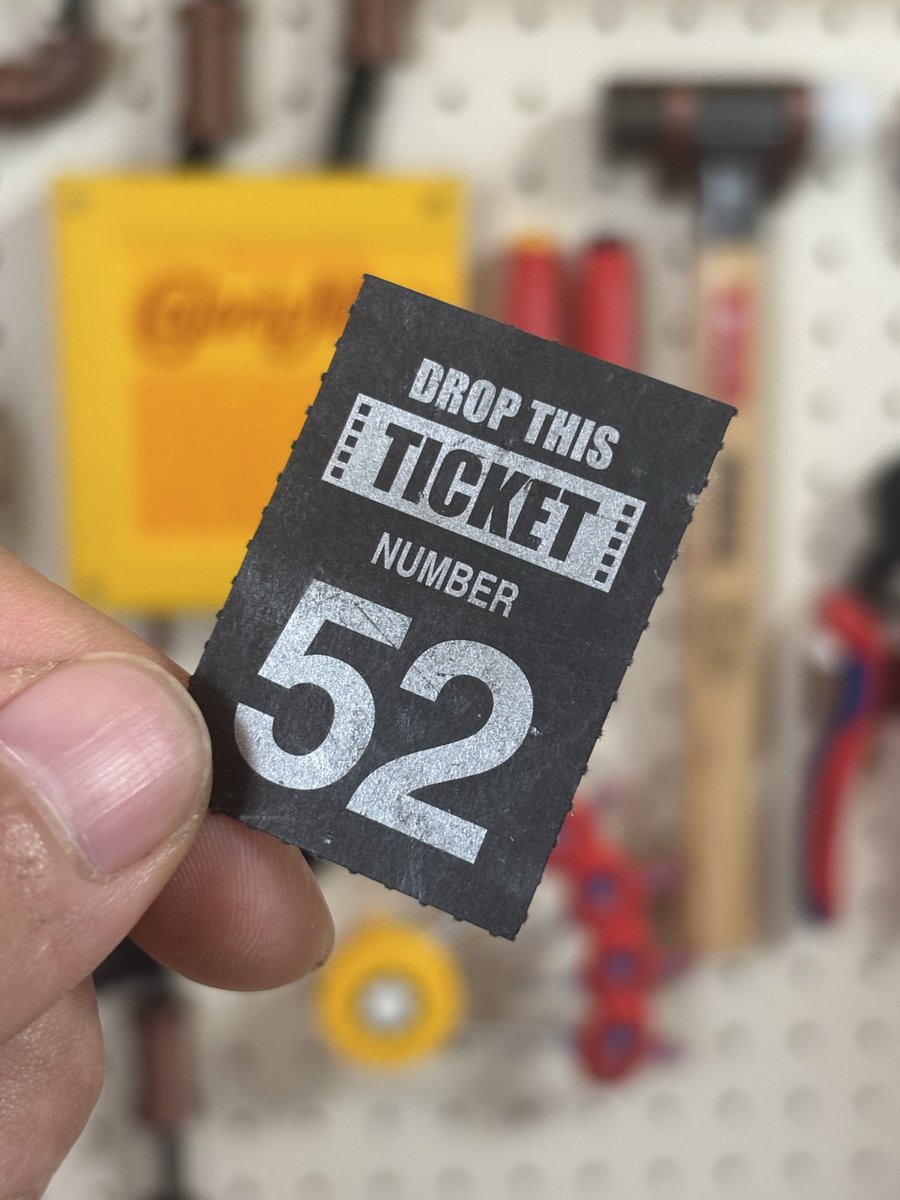 DROP THIS
TICKET
NUMBER
52